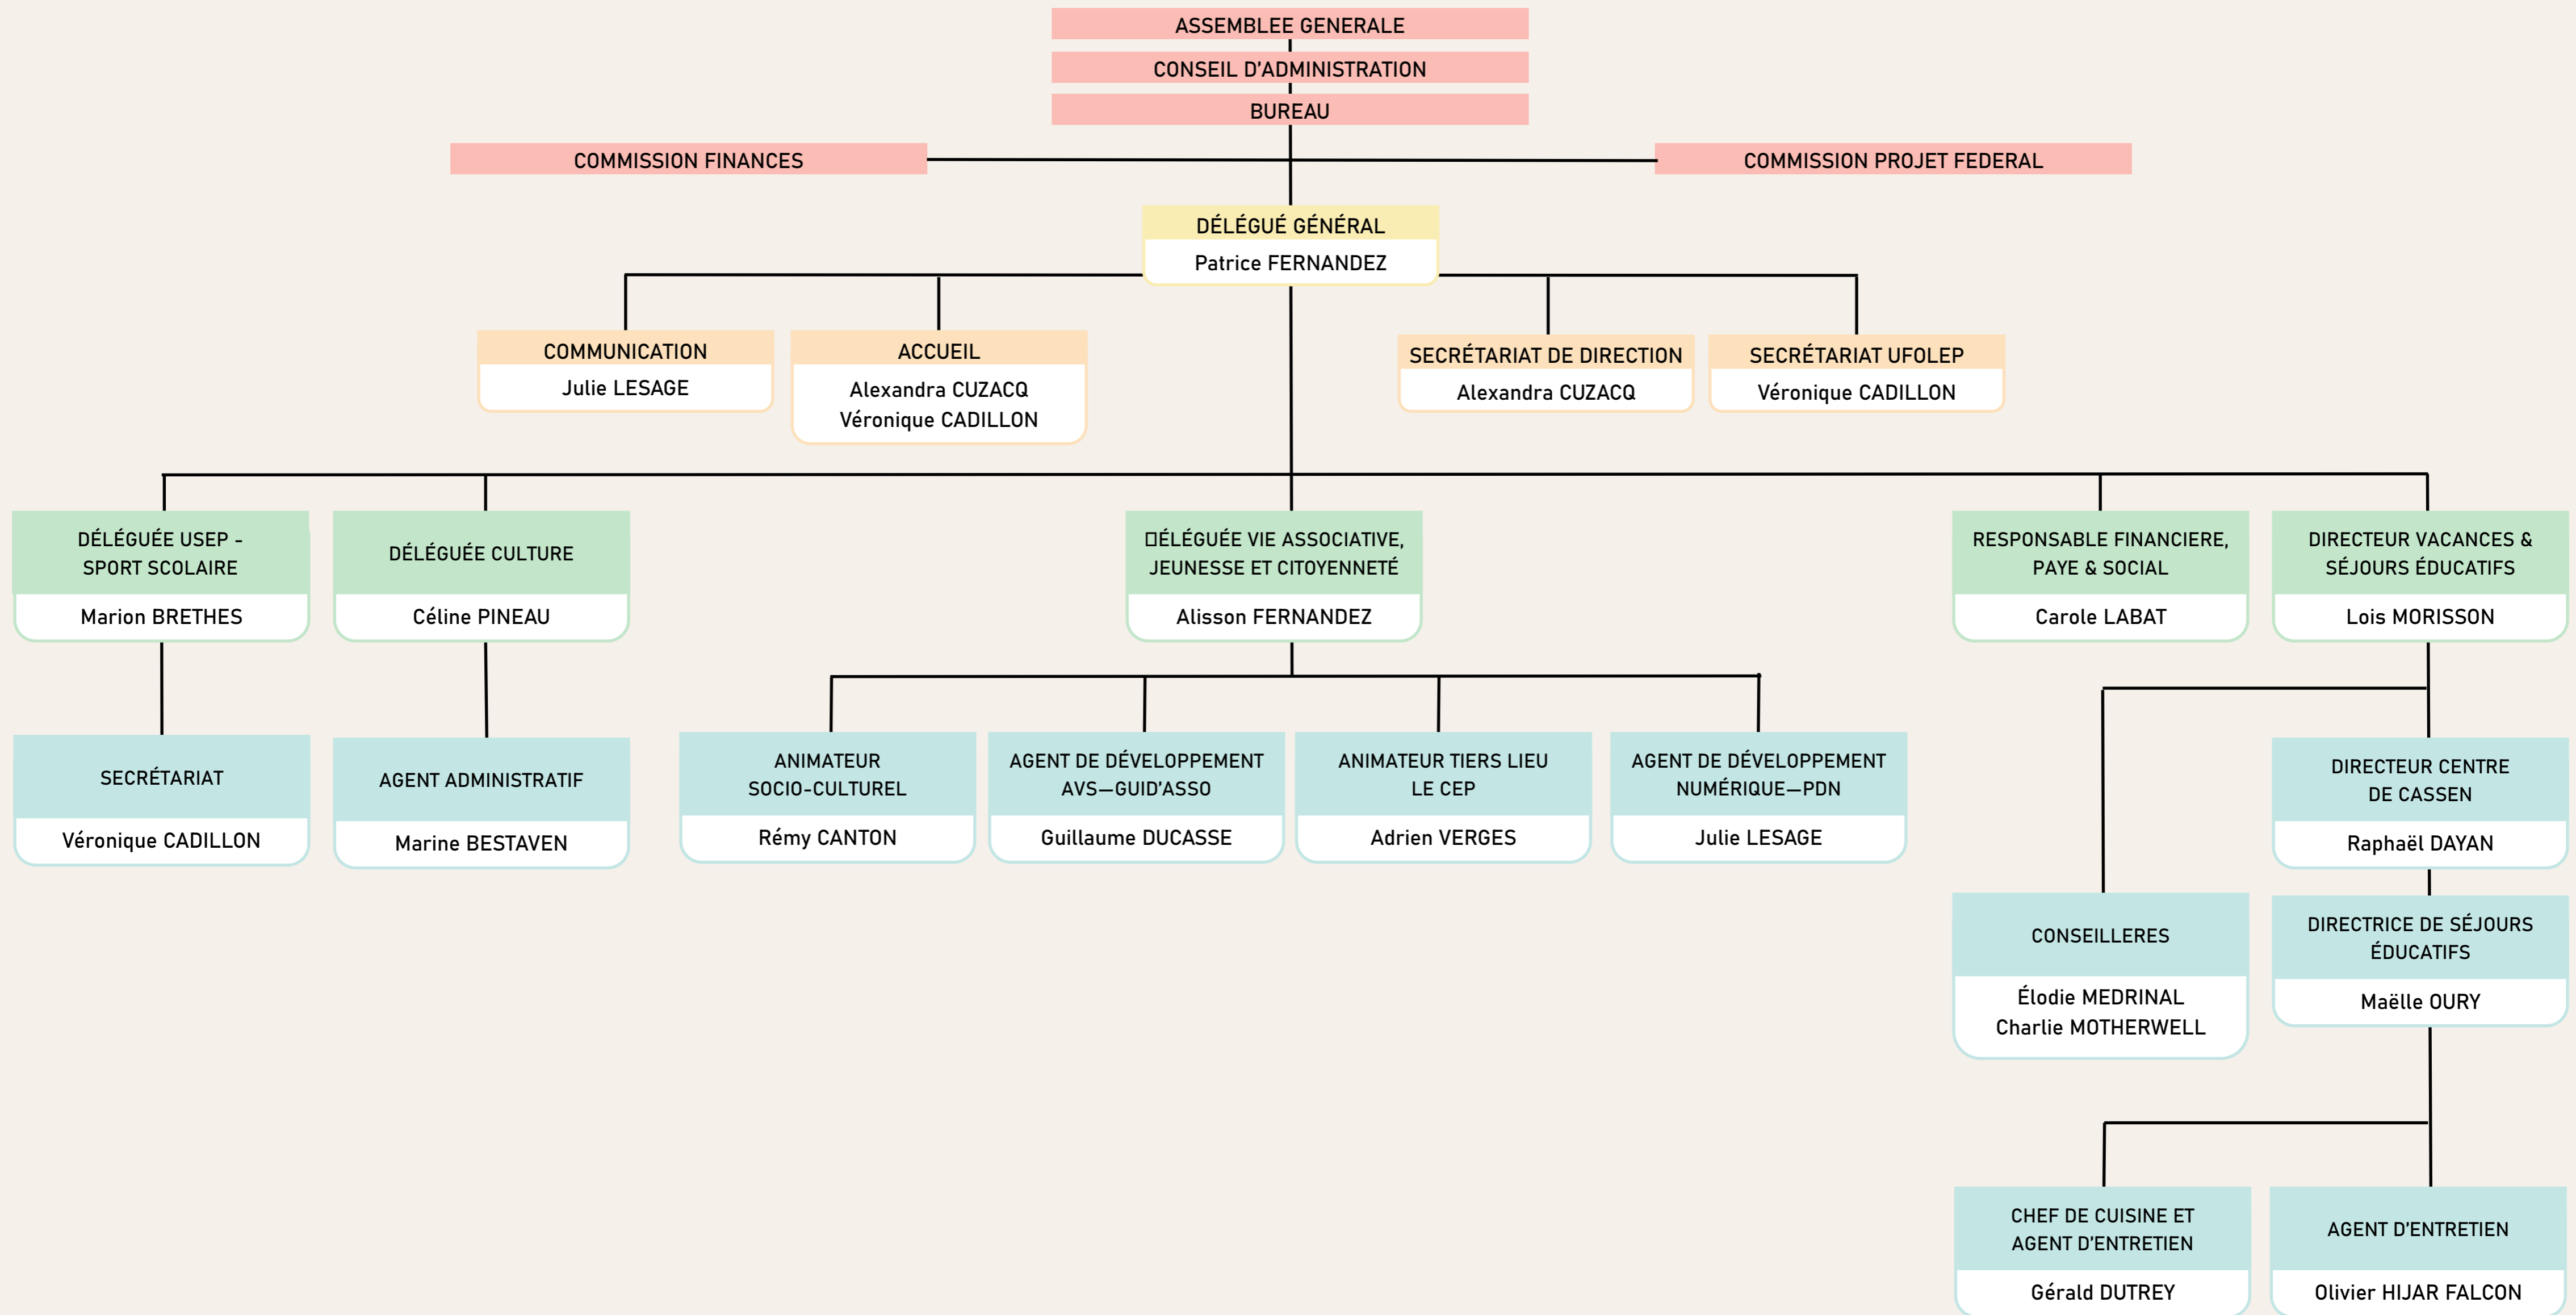 ASSEMBLEE GENERALE
CONSEIL D’ADMINISTRATION
BUREAU
COMMISSION FINANCES
COMMISSION PROJET FEDERAL
DÉLÉGUÉ GÉNÉRAL
Patrice FERNANDEZ
COMMUNICATION
Julie LESAGE
ACCUEIL
Alexandra CUZACQ
Véronique CADILLON
SECRÉTARIAT DE DIRECTION
Alexandra CUZACQ
SECRÉTARIAT UFOLEP
Véronique CADILLON
DÉLÉGUÉE USEP -
SPORT SCOLAIRE
Marion BRETHES
DÉLÉGUÉE CULTURE
Céline PINEAU
□ÉLÉGUÉE VIE ASSOCIATIVE,
JEUNESSE ET CITOYENNETÉ
Alisson FERNANDEZ
RESPONSABLE FINANCIERE,
PAYE & SOCIAL
Carole LABAT
DIRECTEUR VACANCES &
SÉJOURS ÉDUCATIFS
Lois MORISSON
SECRÉTARIAT
Véronique CADILLON
AGENT ADMINISTRATIF
Marine BESTAVEN
ANIMATEUR
SOCIO-CULTUREL
Rémy CANTON
AGENT DE DÉVELOPPEMENT
AVS—GUID’ASSO
Guillaume DUCASSE
ANIMATEUR TIERS LIEU
LE CEP
Adrien VERGES
AGENT DE DÉVELOPPEMENT
NUMÉRIQUE—PDN
Julie LESAGE
DIRECTEUR CENTRE
DE CASSEN
Raphaël DAYAN
CONSEILLERES
Élodie MEDRINAL
Charlie MOTHERWELL
DIRECTRICE DE SÉJOURS
ÉDUCATIFS
Maëlle OURY
CHEF DE CUISINE ET
AGENT D’ENTRETIEN
Gérald DUTREY
AGENT D’ENTRETIEN
Olivier HIJAR FALCON